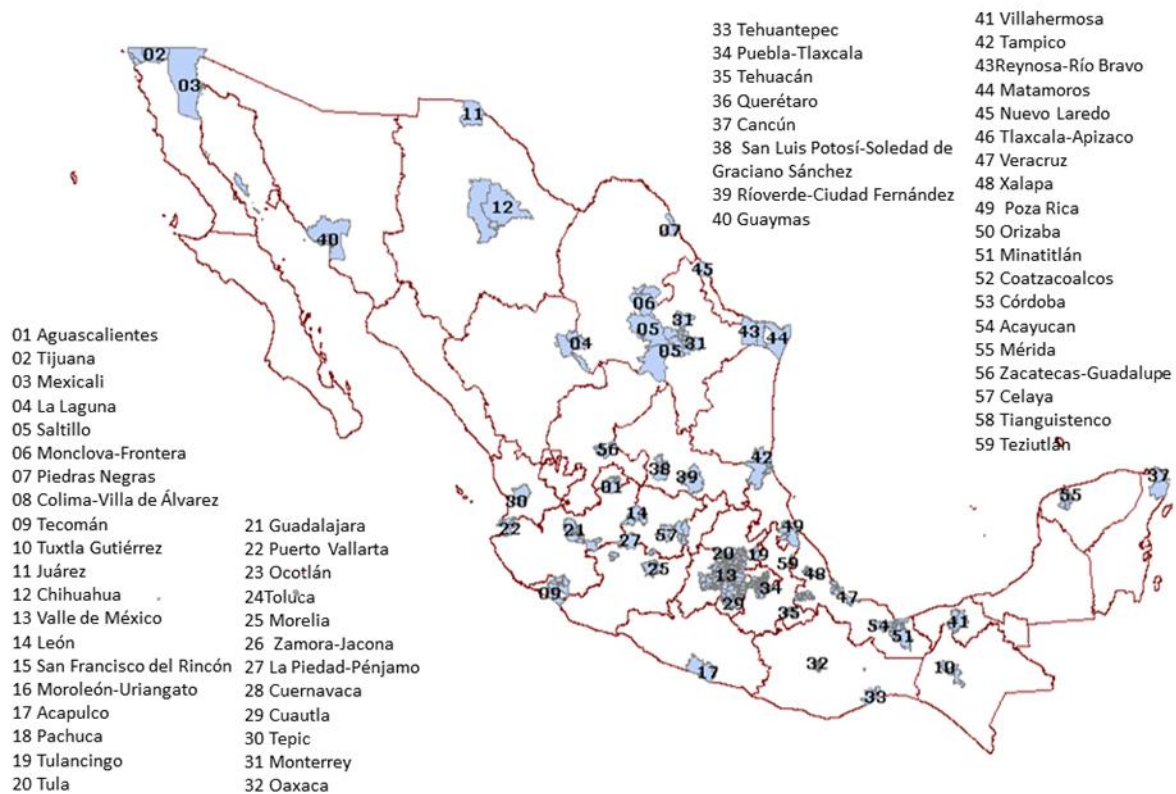 33 Tehuantepec
34 Puebla-Tlaxcala
35 Tehuacán
36 Querétaro
37 Cancún
38 San Luis Potosí-Soledad de
Graciano Sánchez
39 Ríoverde-Ciudad Fernández
40 Guaymas
41 Villahermosa
42 Tampico
43Reynosa-Río Bravo
44 Matamoros
45 Nuevo Laredo
46 Tlaxcala-Apizaco
47 Veracruz
48 Xalapa
49 Poza Rica
50 Orizaba
51 Minatitlán
52 Coatzacoalcos
53 Córdoba
54 Acayucan
55 Mérida
56 Zacatecas-Guadalupe
57 Celaya
58 Tianguistenco
59 Teziutlán
01 Aguascalientes
02 Tijuana
03 Mexicali
04 La Laguna
05 Saltillo
06 Monclova-Frontera
07 Piedras Negras
08 Colima-Villa de Álvarez
09 Tecomán
10 Tuxtla Gutiérrez
11 Juárez
12 Chihuahua
13 Valle de México
14 León
15 San Francisco del Rincón
16 Moroleón-Uriangato
17 Acapulco
18 Pachuca
19 Tulancingo
20 Tula
21 Guadalajara
22 Puerto Vallarta
23 Ocotlán
24Toluca
25 Morelia
26 Zamora-Jacona
27 La Piedad-Pénjamo
28 Cuernavaca
29 Cuautla
30 Tepic
31 Monterrey
32 Oaxaca
02
03
11
12
40
07
45
06
31
05
31
04
05
43
44
56
38
39
42
01
30
22
21
14
57
27
25
49
20
19
59
48
13
34
29
47
35
09
17
32
33
54
51
41
10
55
37